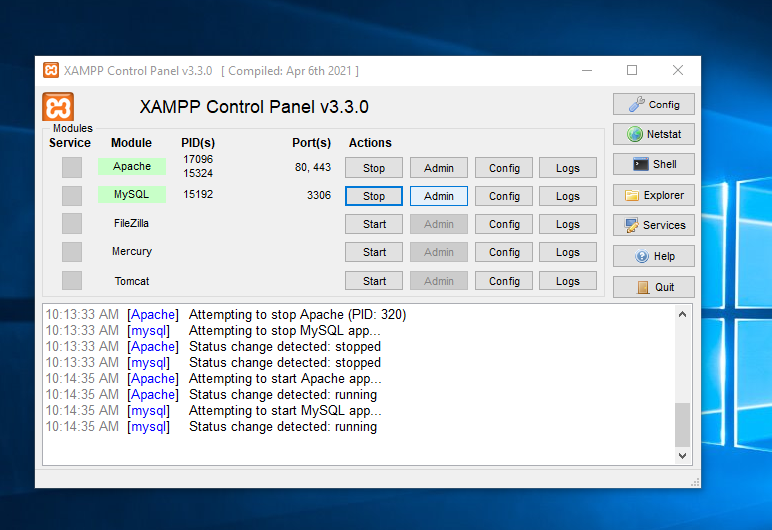 XAMPP Control Panel v3.3.0 [ Compiled: Apr 6th 2021 ]
XAMPP Control Panel v3.3.0
Config
Modules
Service Module PID(s) Port(s) Actions
Netstat
Apache 17096 15324 80, 443 Stop Admin Config Logs
Shell
MySQL 15192 3306 Stop Admin Config Logs
Explorer
FileZilla Start Admin Config Logs
Services
Mercury Start Admin Config Logs
Help
Tomcat Start Admin Config Logs
Quit
10:13:33 AM [Apache] Attempting to stop Apache (PID: 320)
10:13:33 AM [mysql] Attempting to stop MySQL app...
10:13:33 AM [Apache] Status change detected: stopped
10:13:33 AM [mysql] Status change detected: stopped
10:14:35 AM [Apache] Attempting to start Apache app...
10:14:35 AM [Apache] Status change detected: running
10:14:35 AM [mysql] Attempting to start MySQL app...
10:14:35 AM [mysql] Status change detected: running